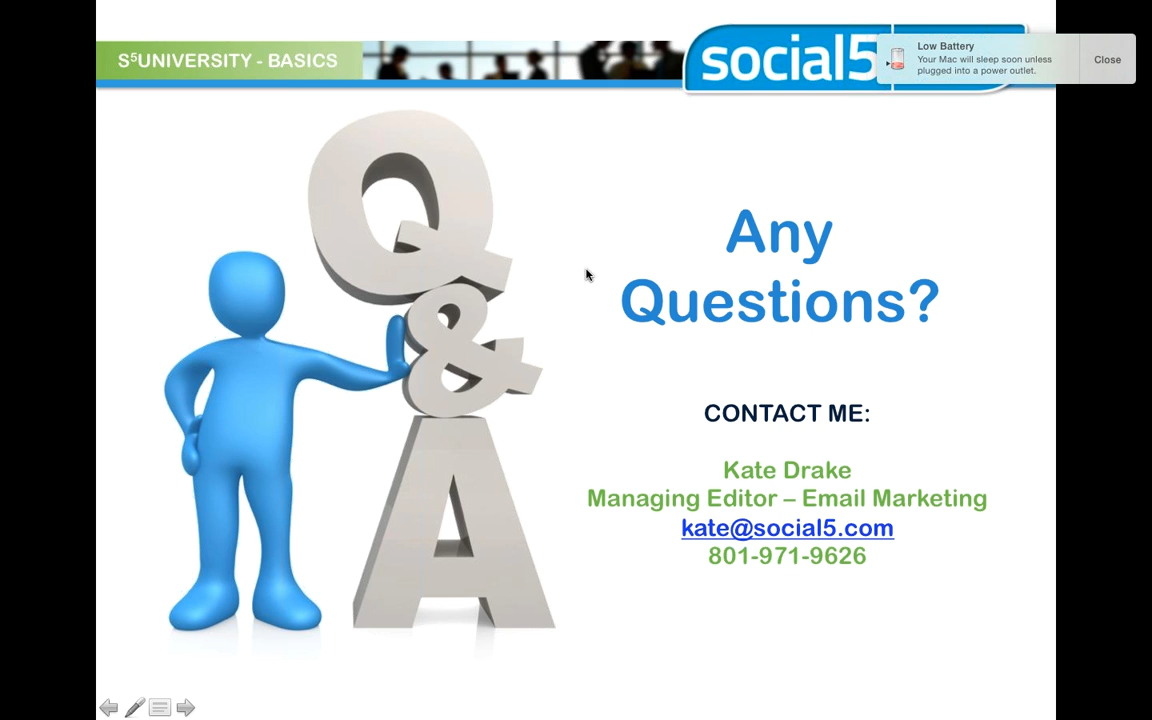 S⁵UNIVERSITY - BASICS
social5
Low Battery
Your Mac will sleep soon unless
plugged into a power outlet.
Close
Q
&
A
Any
Questions?
CONTACT ME:
Kate Drake
Managing Editor – Email Marketing
kate@social5.com
801-971-9626